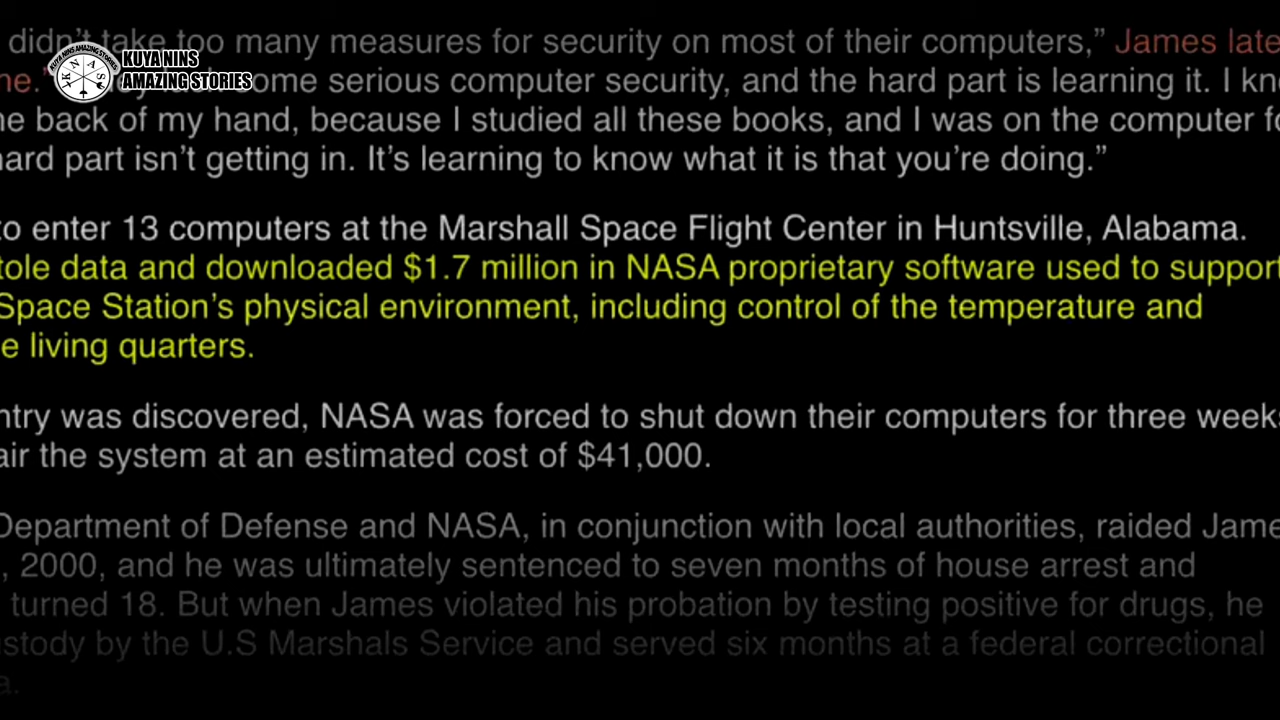 didn't take too many measures for security on most of their computers,” James late
KUYA NINS
AMAZING STORIES
KUYA NINS AMAZING STORIES
K N A S
ne.” some serious computer security, and the hard part is learning it. I kn
e back of my hand, because I studied all these books, and I was on the computer fo
ard part isn’t getting in. It’s learning to know what it is that you’re doing.”
to enter 13 computers at the Marshall Space Flight Center in Huntsville, Alabama.
tole data and downloaded $1.7 million in NASA proprietary software used to support
Space Station’s physical environment, including control of the temperature and
e living quarters.
ntry was discovered, NASA was forced to shut down their computers for three week
air the system at an estimated cost of $41,000.
Department of Defense and NASA, in conjunction with local authorities, raided Jame
, 2000, and he was ultimately sentenced to seven months of house arrest and
turned 18. But when James violated his probation by testing positive for drugs, he
stody by the U.S Marshals Service and served six months at a federal correctional
a.